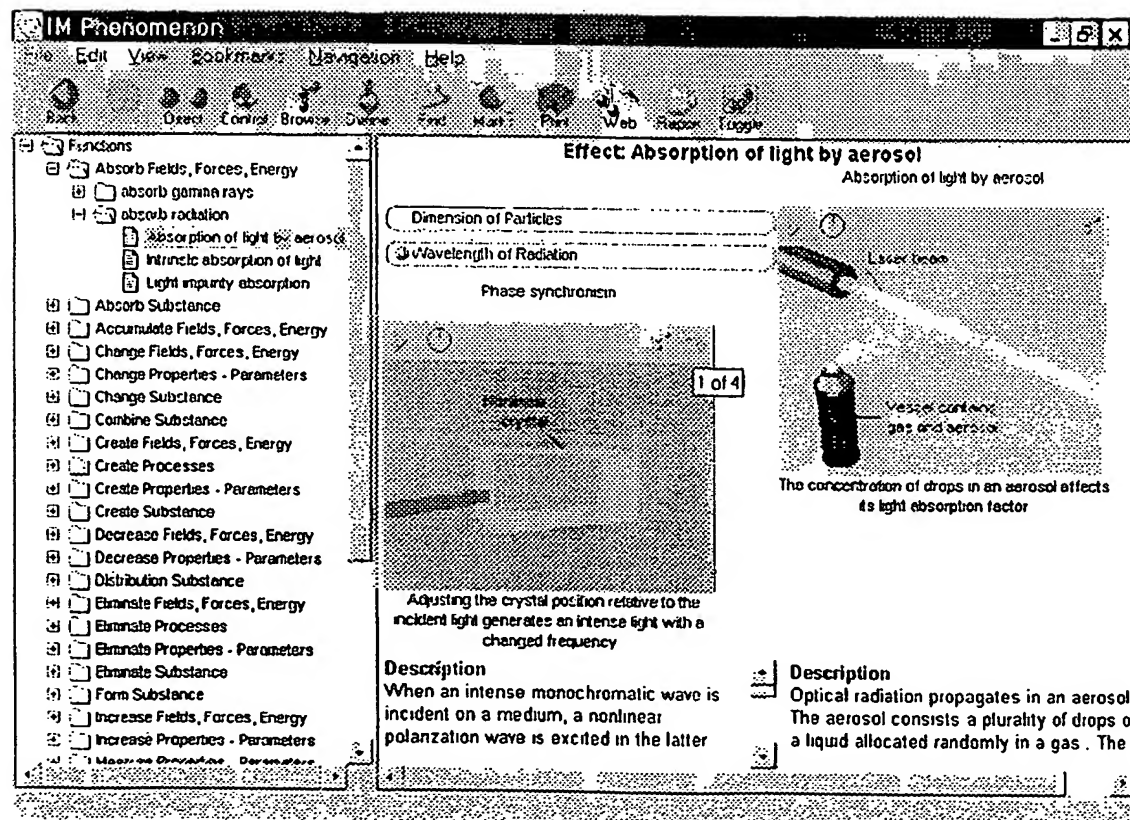 IM Phenomenon
File Edit View Bookmarks Navigation Help
Back Direct Control Browse Define Find Mark Print Web Report Toggle
Functions
Absorb Fields, Forces, Energy
absorb gamma rays
absorb radiation
Absorption of light by aerosol
Intrinsic absorption of light
Light impurity absorption
Absorb Substance
Accumulate Fields, Forces, Energy
Change Fields, Forces, Energy
Change Properties - Parameters
Change Substance
Combine Substance
Create Fields, Forces, Energy
Create Processes
Create Properties - Parameters
Create Substance
Decrease Fields, Forces, Energy
Decrease Properties - Parameters
Distribution Substance
Eliminate Fields, Forces, Energy
Eliminate Processes
Eliminate Properties - Parameters
Eliminate Substance
Form Substance
Increase Fields, Forces, Energy
Increase Properties - Parameters
Measure Properties - Parameters
Effect: Absorption of light by aerosol
Dimension of Particles
Wavelength of Radiation
Phase synchronism
Nonlinear
crystal
1 of 4
Adjusting the crystal position relative to the
incident light generates an intense light with a
changed frequency
Description
When an intense monochromatic wave is
incident on a medium, a nonlinear
polarization wave is excited in the latter
Absorption of light by aerosol
Laser beam
Vessel containing
gas and aerosol
The concentration of drops in an aerosol effects
its light absorption factor
Description
Optical radiation propagates in an aerosol
The aerosol consists a plurality of drops o
a liquid allocated randomly in a gas . The